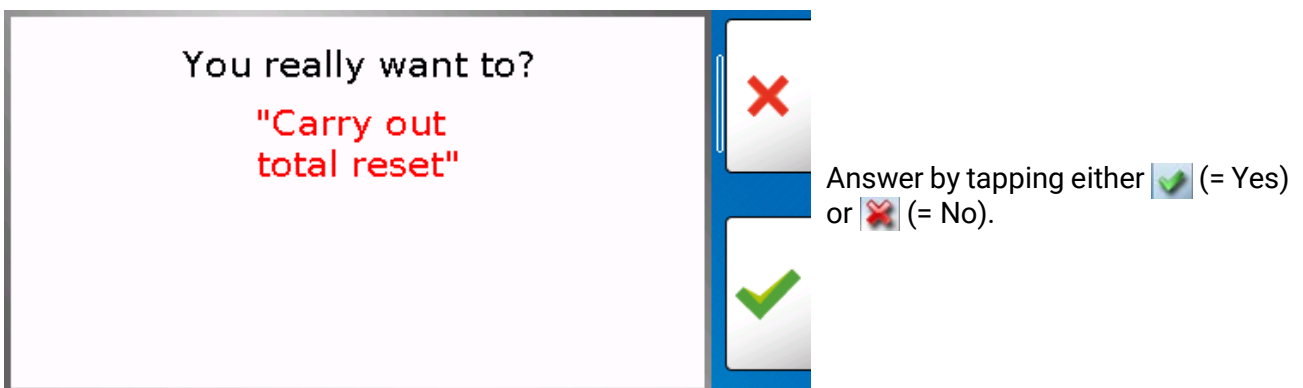 You really want to?
"Carry out
total reset"
Answer by tapping either (= Yes)
or (= No).